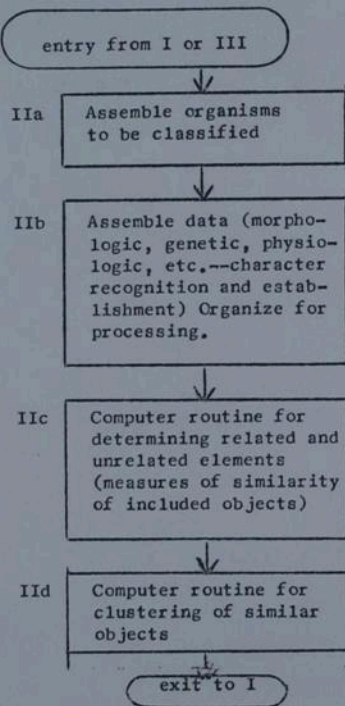 entry from I or III
IIa
Assemble organisms
to be classified
IIb
Assemble data (morpho-
logic, genetic, physio-
logic, etc.--character
recognition and estab-
lishment) Organize for
processing.
IIc
Computer routine for
determining related and
unrelated elements
(measures of similarity
of included objects)
IId
Computer routine for
clustering of similar
objects
exit to I